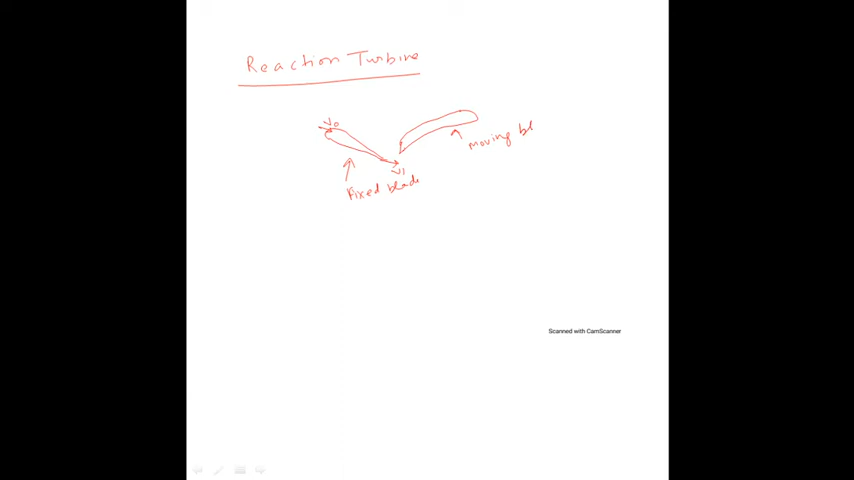 Reaction Turbine
V0
moving bl
V1
Fixed blade
Scanned with CamScanner